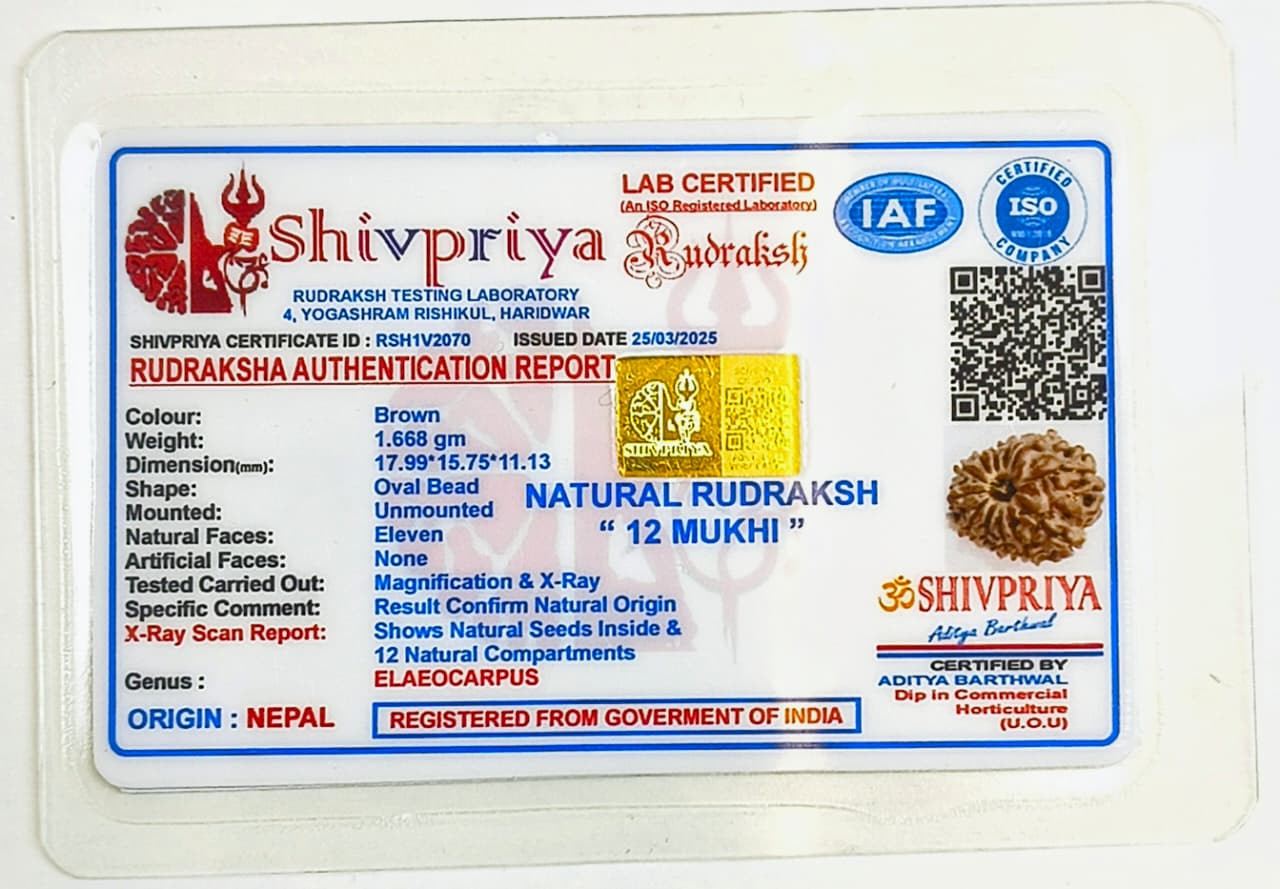 LAB CERTIFIED
(An ISO Registered Laboratory)
Shivpriya
Rudraksh
IAF
CERTIFIED
ISO
COMPANY
RUDRAKSH TESTING LABORATORY
4, YOGASHRAM RISHIKUL, HARIDWAR
SHIVPRIYA CERTIFICATE ID : RSH1V2070 ISSUED DATE 25/03/2025
RUDRAKSHA AUTHENTICATION REPORT
SHIVPRIYA
Colour: Brown
Weight: 1.668 gm
Dimension(mm): 17.99*15.75*11.13
Shape: Oval Bead
Mounted: Unmounted
Natural Faces: Eleven
Artificial Faces: None
Tested Carried Out: Magnification & X-Ray
Specific Comment: Result Confirm Natural Origin
X-Ray Scan Report: Shows Natural Seeds Inside &
12 Natural Compartments
Genus : ELAEOCARPUS
ORIGIN : NEPAL
REGISTERED FROM GOVERMENT OF INDIA
NATURAL RUDRAKSH
“ 12 MUKHI ”
ॐ SHIVPRIYA
Aditya Barthwal
CERTIFIED BY
ADITYA BARTHWAL
Dip in Commercial
Horticulture
(U.O.U)